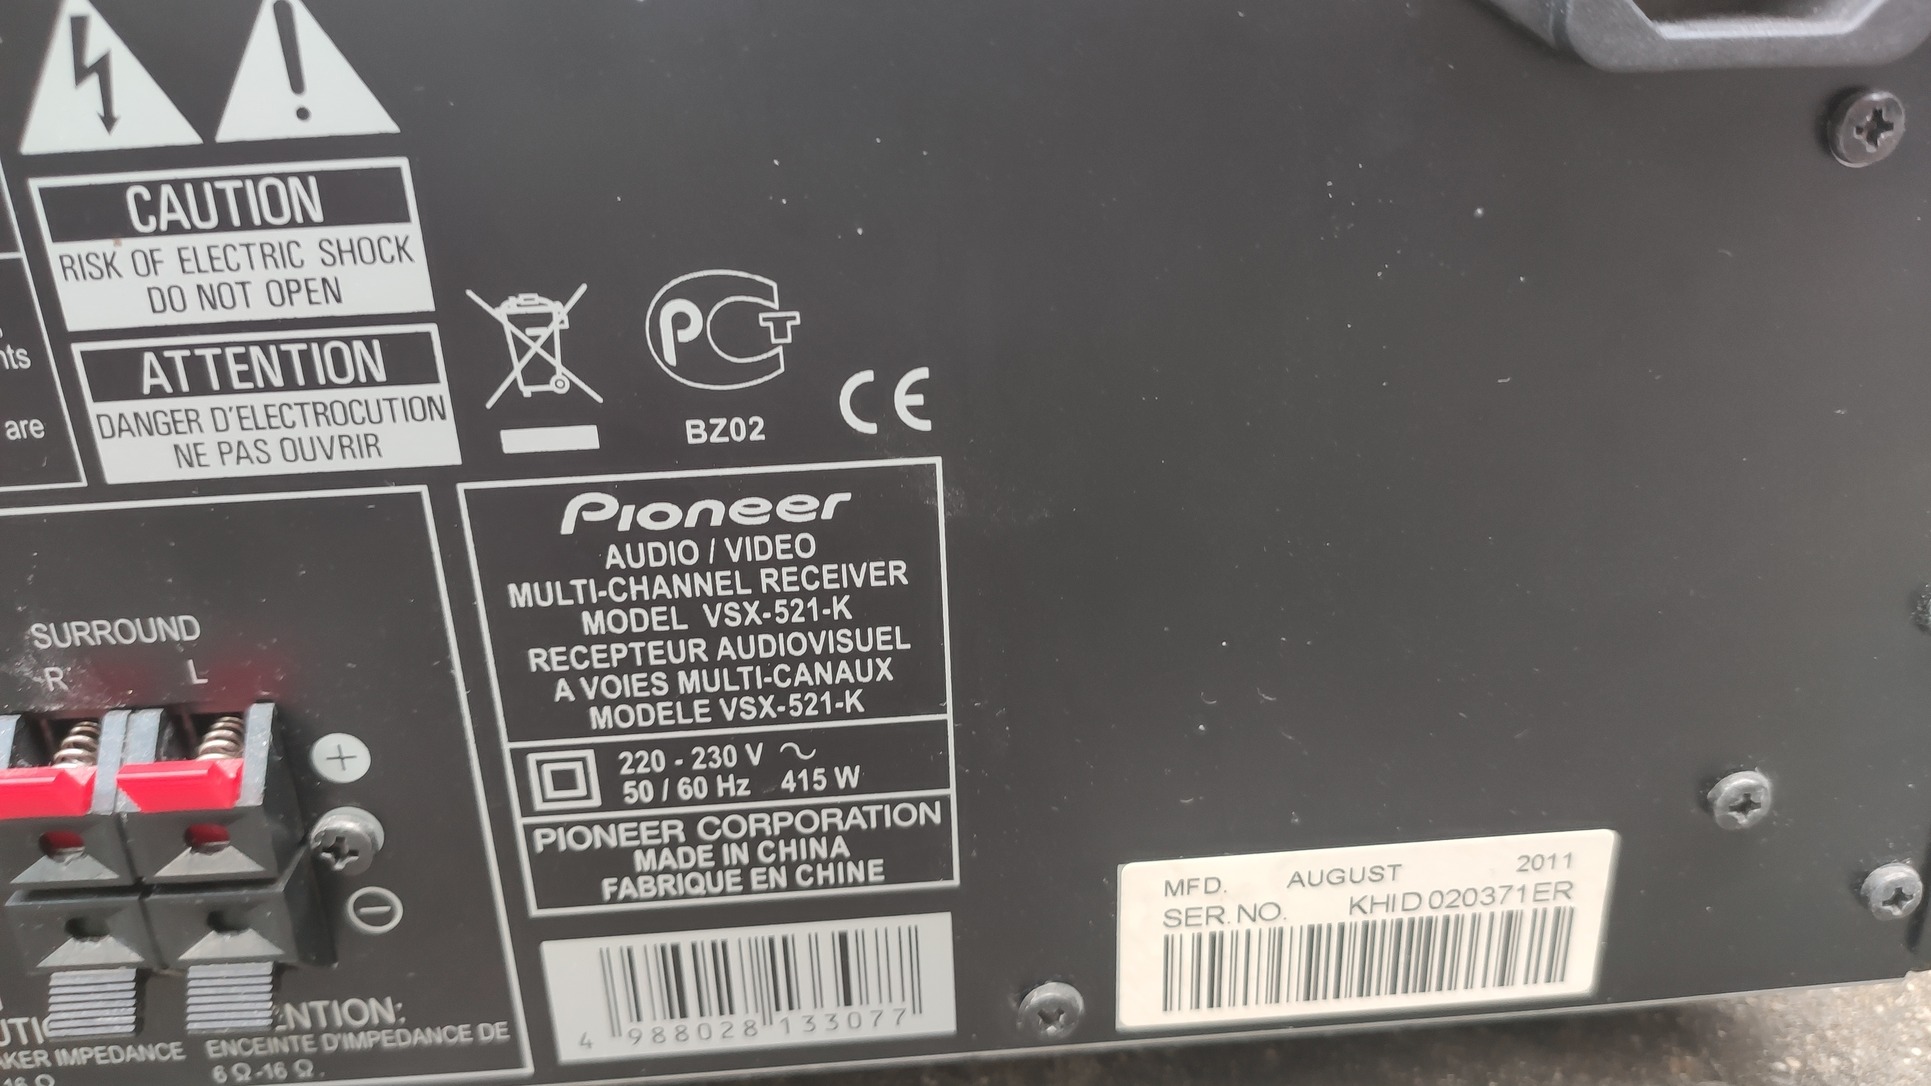 CAUTION
RISK OF ELECTRIC SHOCK
DO NOT OPEN
ATTENTION
DANGER D'ELECTROCUTION
NE PAS OUVRIR
are
PCT
BZ02
CE
SURROUND
R L
Pioneer
AUDIO / VIDEO
MULTI-CHANNEL RECEIVER
MODEL VSX-521-K
RECEPTEUR AUDIOVISUEL
A VOIES MULTI-CANAUX
MODELE VSX-521-K
220 - 230 V ~
50 / 60 Hz 415 W
PIONEER CORPORATION
MADE IN CHINA
FABRIQUE EN CHINE
4 988028 133077
MFD. AUGUST 2011
SER. NO. KHID020371ER
IMPEDANCE
ENCEINTE D'IMPEDANCE DE
6 Ω-16 Ω.